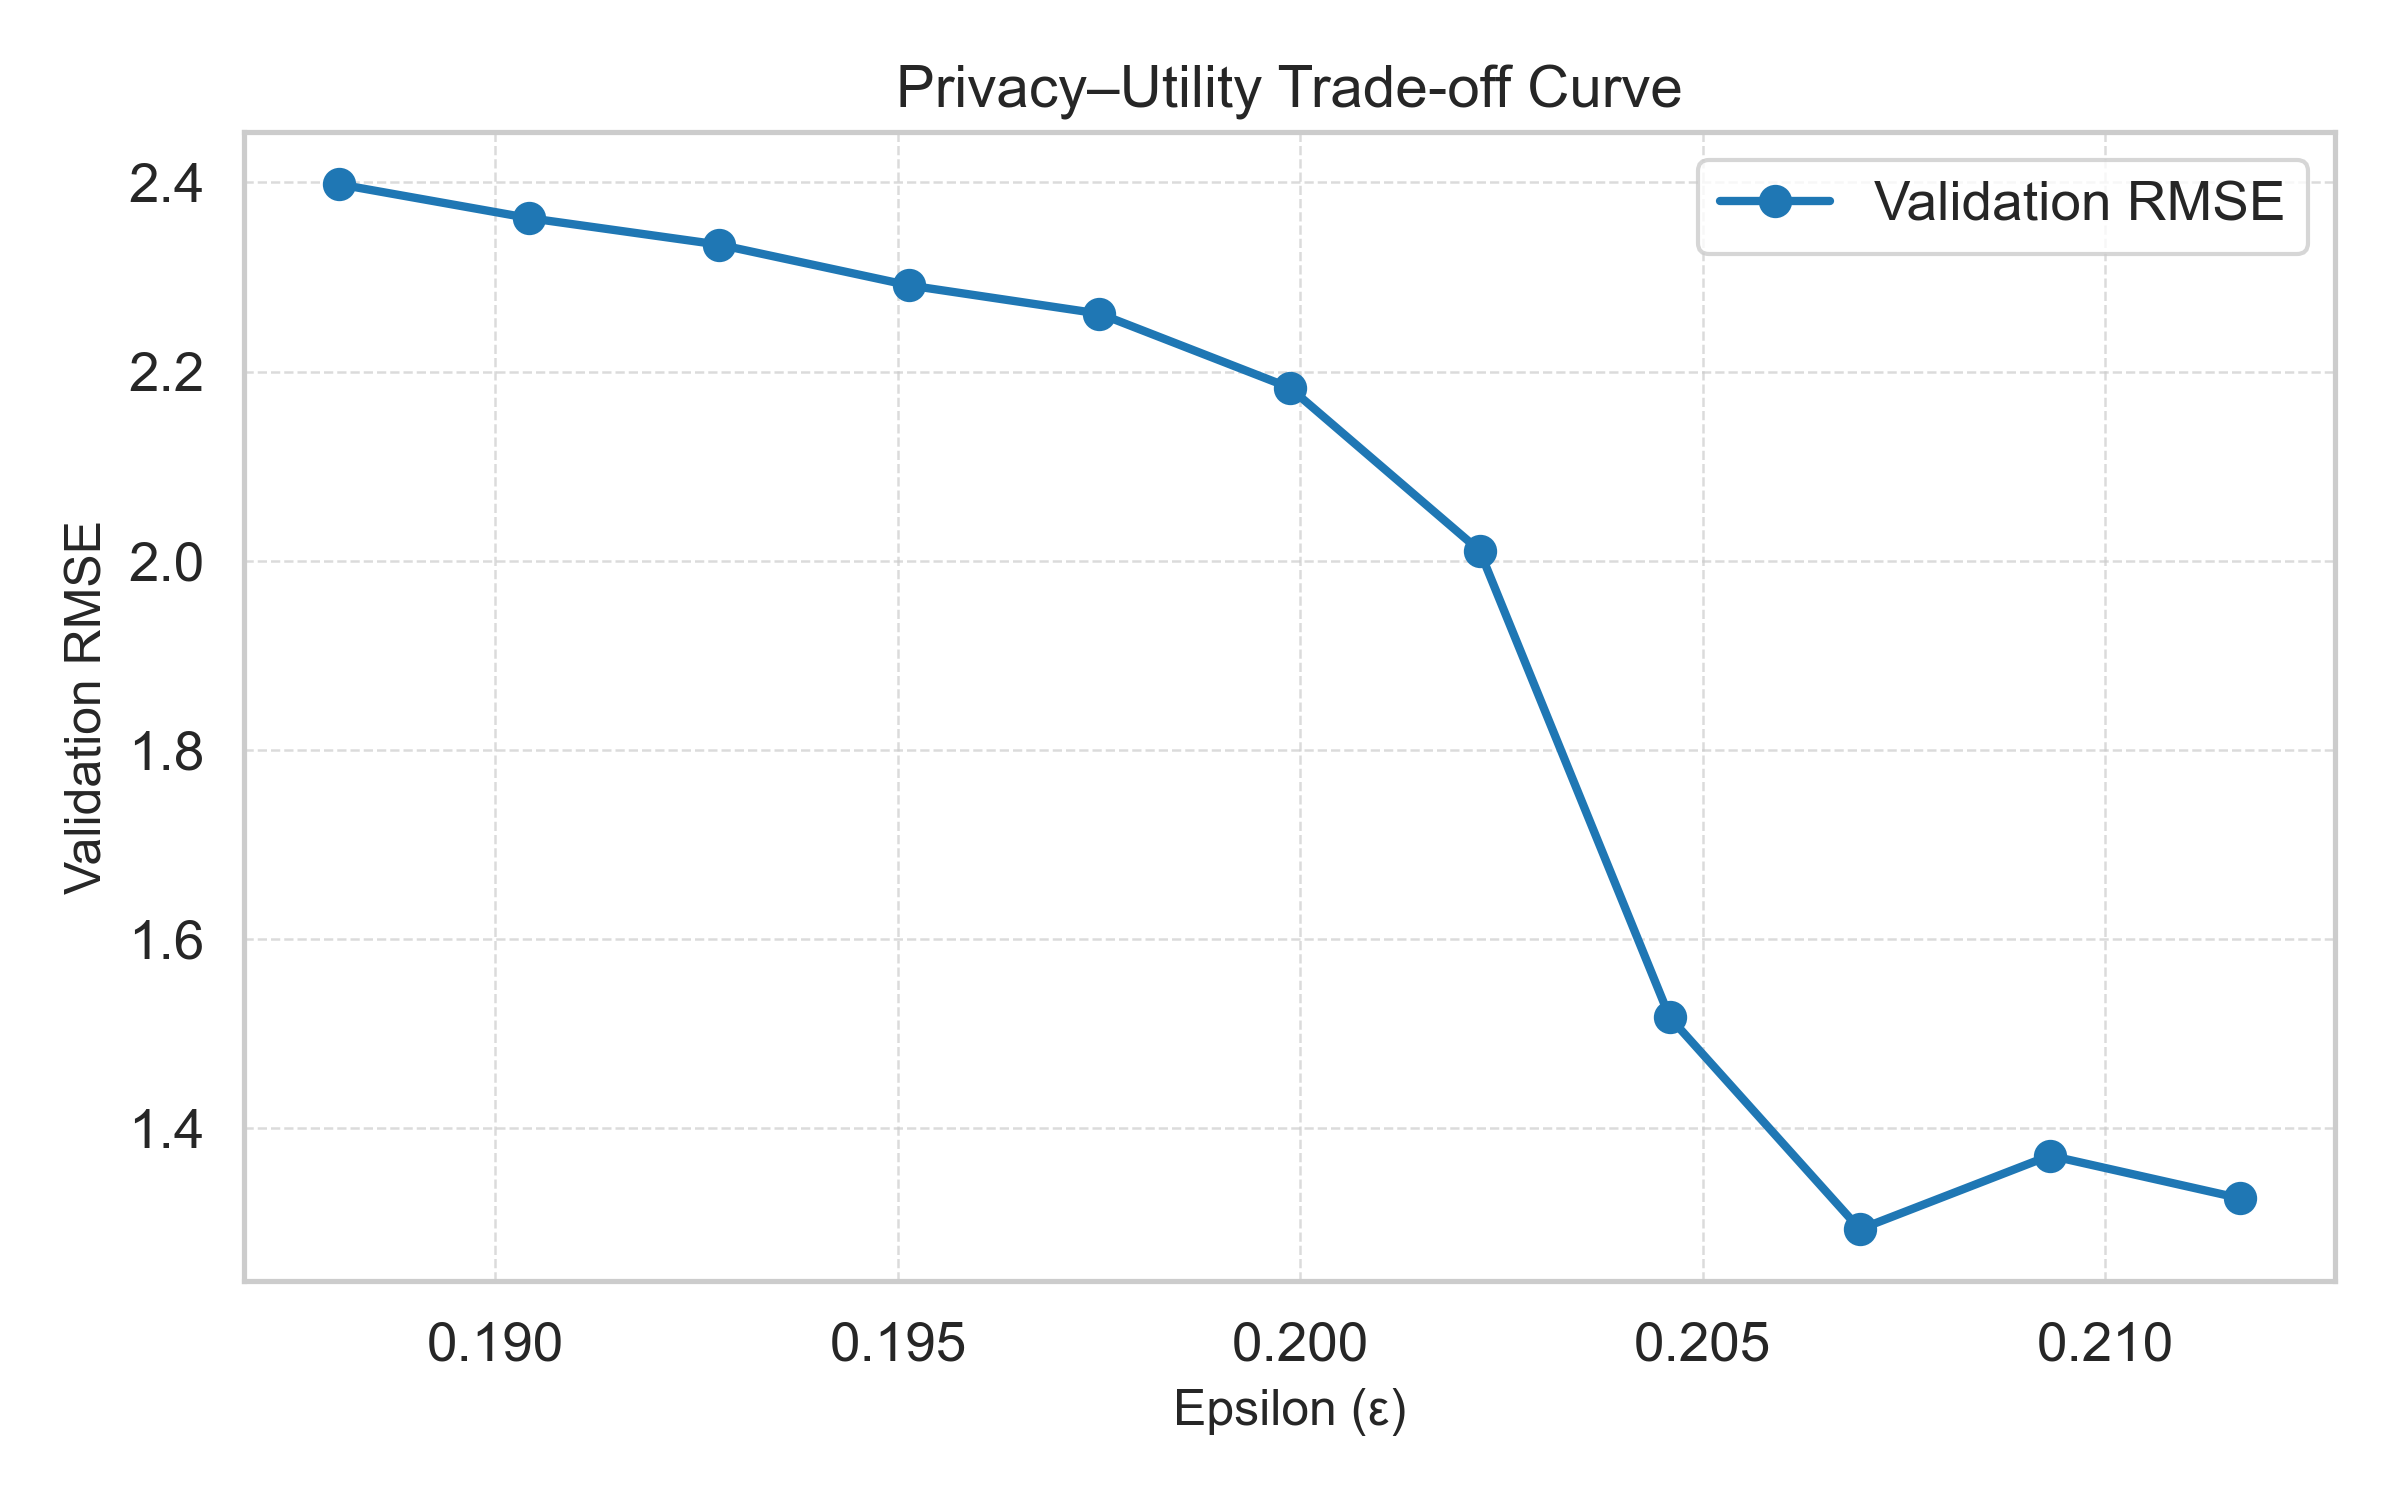 Privacy–Utility Trade-off Curve
Validation RMSE
2.4
2.2
2.0
1.8
1.6
1.4
Validation RMSE
0.190 0.195 0.200 0.205 0.210
Epsilon (ε)